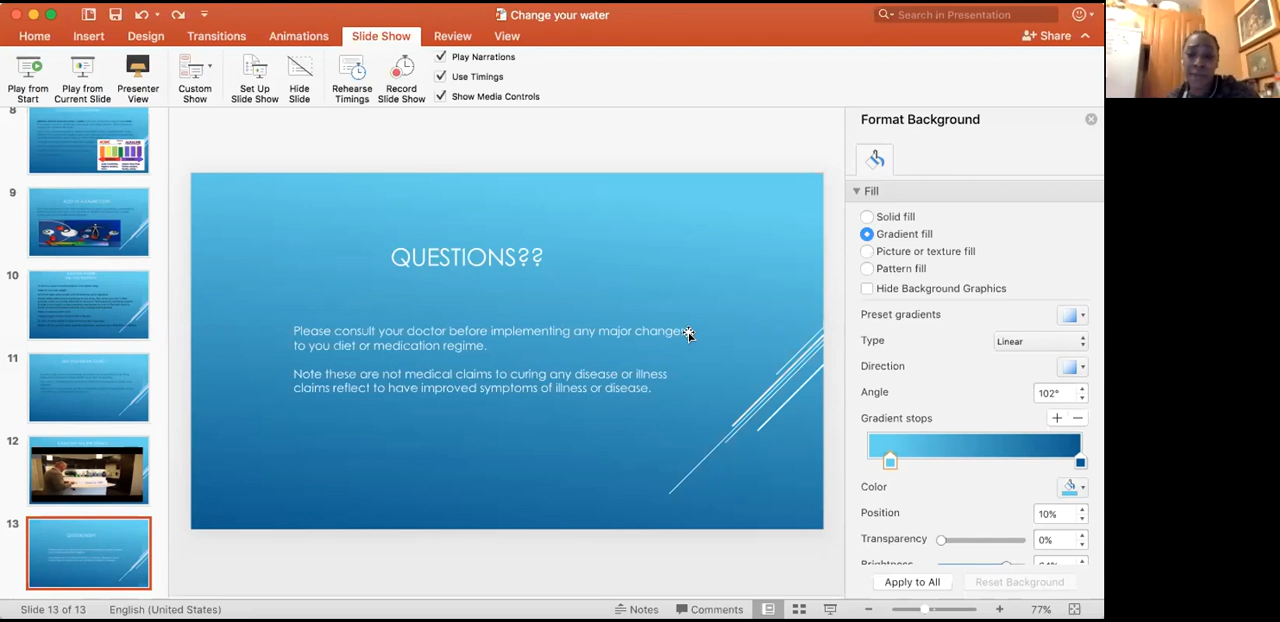 Change your water
Search in Presentation
Home Insert Design Transitions Animations Slide Show Review View
Share
Play from Start
Play from Current Slide
Presenter View
Custom Show
Set Up Slide Show
Hide Slide
Rehearse Timings
Record Slide Show
Play Narrations
Use Timings
Show Media Controls
8
9
10
11
12
13
QUESTIONS??
Please consult your doctor before implementing any major changes
to you diet or medication regime.
Note these are not medical claims to curing any disease or illness
claims reflect to have improved symptoms of illness or disease.
Format Background
Fill
Solid fill
Gradient fill
Picture or texture fill
Pattern fill
Hide Background Graphics
Preset gradients
Type Linear
Direction
Angle 102°
Gradient stops
Color
Position 10%
Transparency 0%
Apply to All Reset Background
Slide 13 of 13 English (United States) Notes Comments 77%